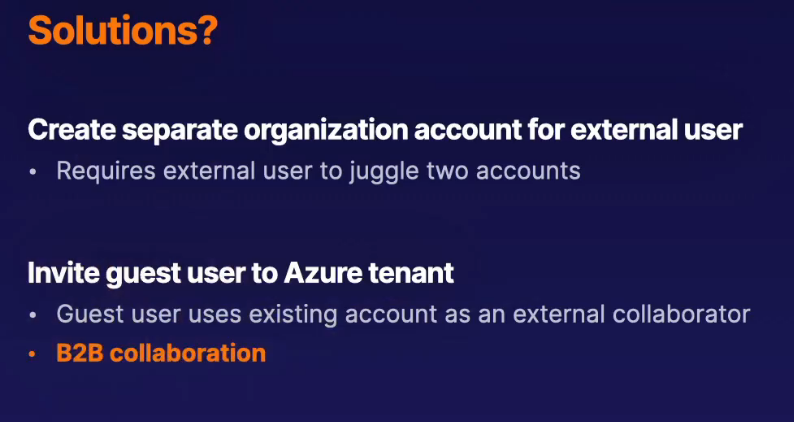 Solutions?
Create separate organization account for external user
• Requires external user to juggle two accounts
Invite guest user to Azure tenant
• Guest user uses existing account as an external collaborator
• B2B collaboration